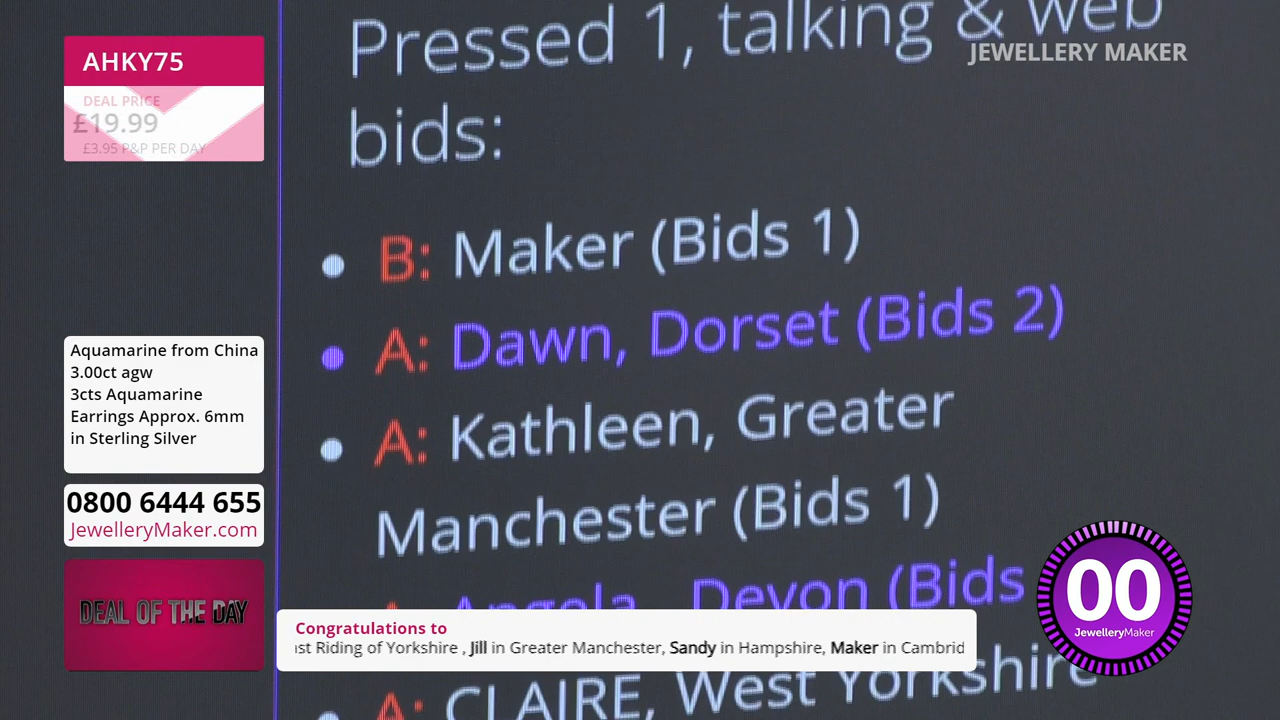 AHKY75
DEAL PRICE
£19.99
£3.95 P&P PER DAY
Aquamarine from China
3.00ct agw
3cts Aquamarine
Earrings Approx. 6mm
in Sterling Silver
0800 6444 655
JewelleryMaker.com
DEAL OF THE DAY
JEWELLERY MAKER
Pressed 1, talking & web
bids:
• B: Maker (Bids 1)
• A: Dawn, Dorset (Bids 2)
• A: Kathleen, Greater
Manchester (Bids 1)
Angela, Devon (Bids
• A: CLAIRE, West Yorkshire
Congratulations to
st Riding of Yorkshire , Jill in Greater Manchester, Sandy in Hampshire, Maker in Cambrid
00
JewelleryMaker